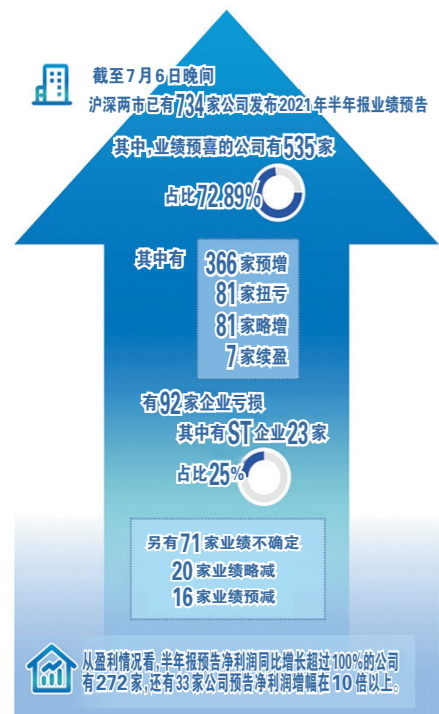 截至7月6日晚间
沪深两市已有734家公司发布2021年半年报业绩预告
其中,业绩预喜的公司有535家
占比72.89%
其中有
366家预增
81家扭亏
81家略增
7家续盈
有92家企业亏损
其中有ST企业23家
占比25%
另有71家业绩不确定
20家业绩略减
16家业绩预减
从盈利情况看,半年报预告净利润同比增长超过100%的公司
有272家,还有33家公司预告净利润增幅在10倍以上。